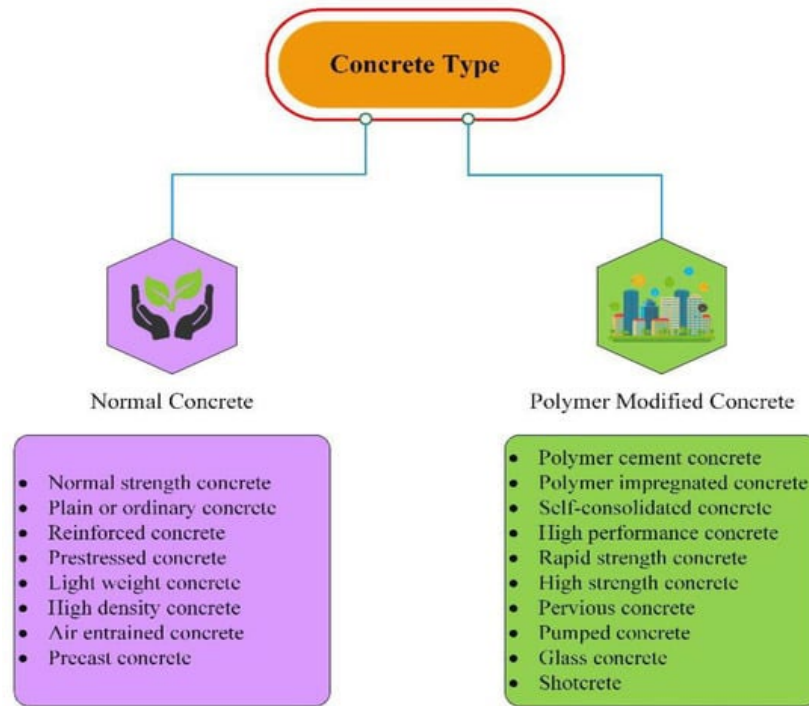 Concrete Type
Normal Concrete
• Normal strength concrete
• Plain or ordinary concrete
• Reinforced concrete
• Prestressed concrete
• Light weight concrete
• High density concrete
• Air entrained concrete
• Precast concrete
Polymer Modified Concrete
• Polymer cement concrete
• Polymer impregnated concrete
• Self-consolidated concrete
• High performance concrete
• Rapid strength concrete
• High strength concrete
• Pervious concrete
• Pumped concrete
• Glass concrete
• Shotcrete